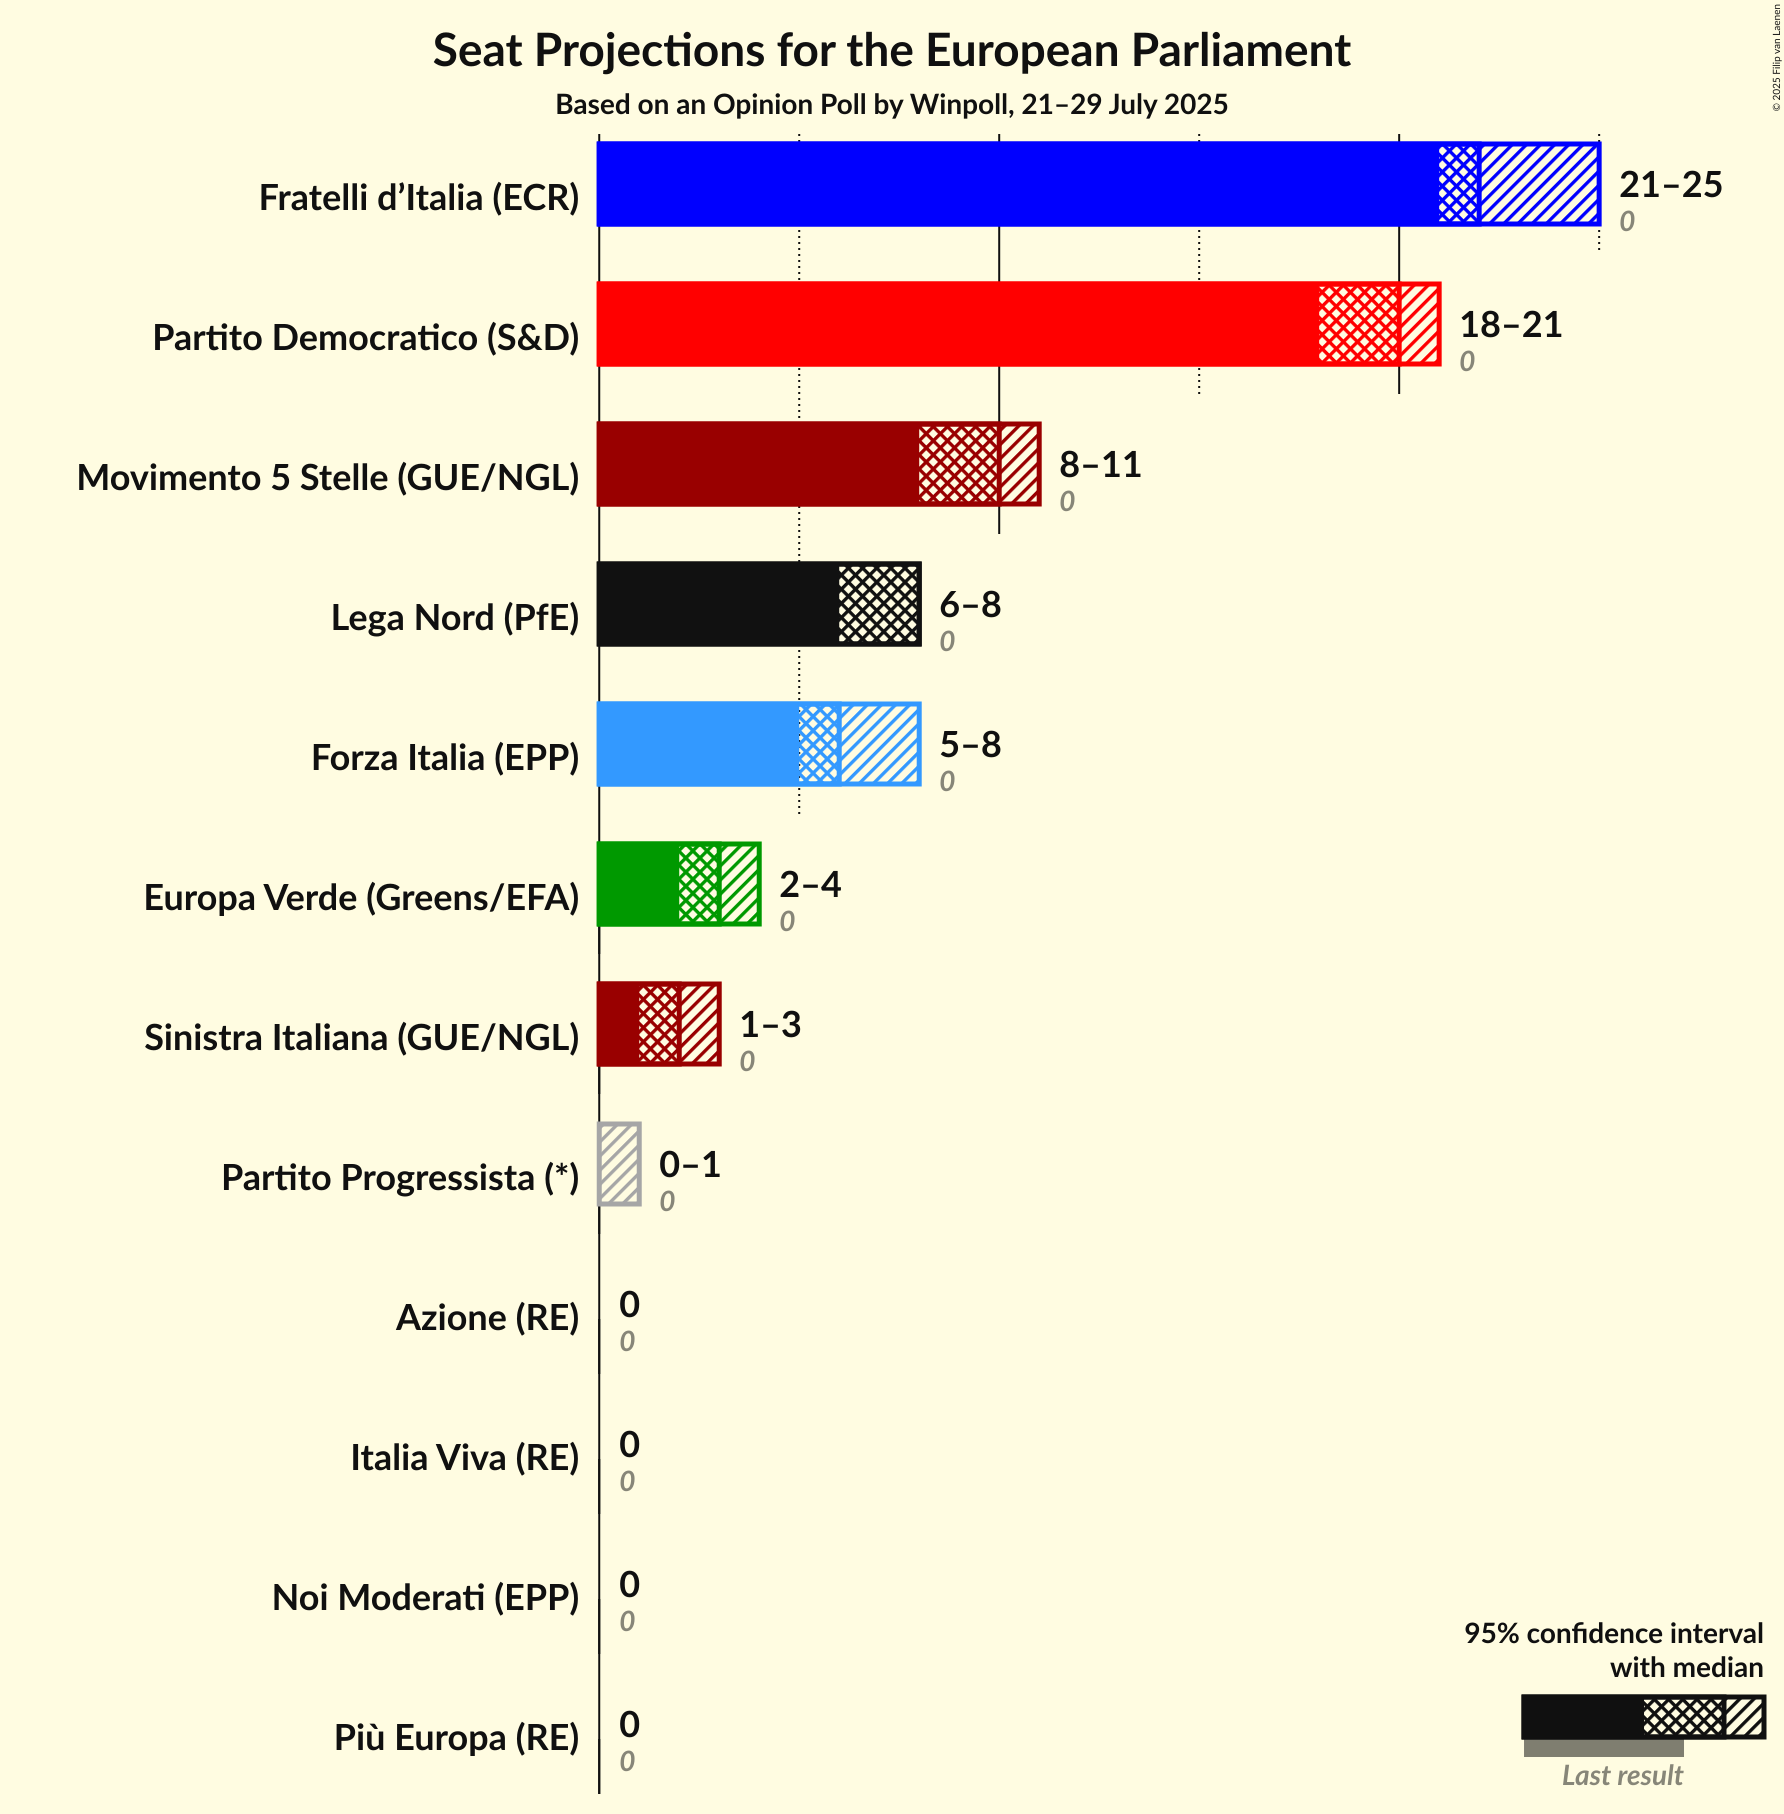 Seat Projections for the European Parliament
Based on an Opinion Poll by Winpoll, 21–29 July 2025
© 2025 Filip van Laenen
Fratelli d’Italia (ECR)
21–25
0
Partito Democratico (S&D)
18–21
0
Movimento 5 Stelle (GUE/NGL)
8–11
0
Lega Nord (PfE)
6–8
0
Forza Italia (EPP)
5–8
0
Europa Verde (Greens/EFA)
2–4
0
Sinistra Italiana (GUE/NGL)
1–3
0
Partito Progressista (*)
0–1
0
Azione (RE)
0
0
Italia Viva (RE)
0
0
Noi Moderati (EPP)
0
0
Più Europa (RE)
0
0
95% confidence interval
with median
Last result